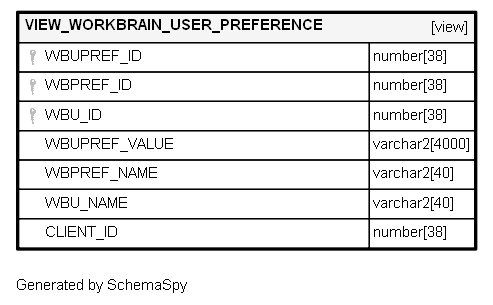 VIEW_WORKBRAIN_USER_PREFERENCE [view]
WBUPREF_ID number[38]
WBPREF_ID number[38]
WBU_ID number[38]
WBUPREF_VALUE varchar2[4000]
WBPREF_NAME varchar2[40]
WBU_NAME varchar2[40]
CLIENT_ID number[38]
Generated by SchemaSpy